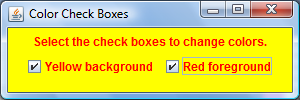 Color Check Boxes
Select the check boxes to change colors.
Yellow background Red foreground